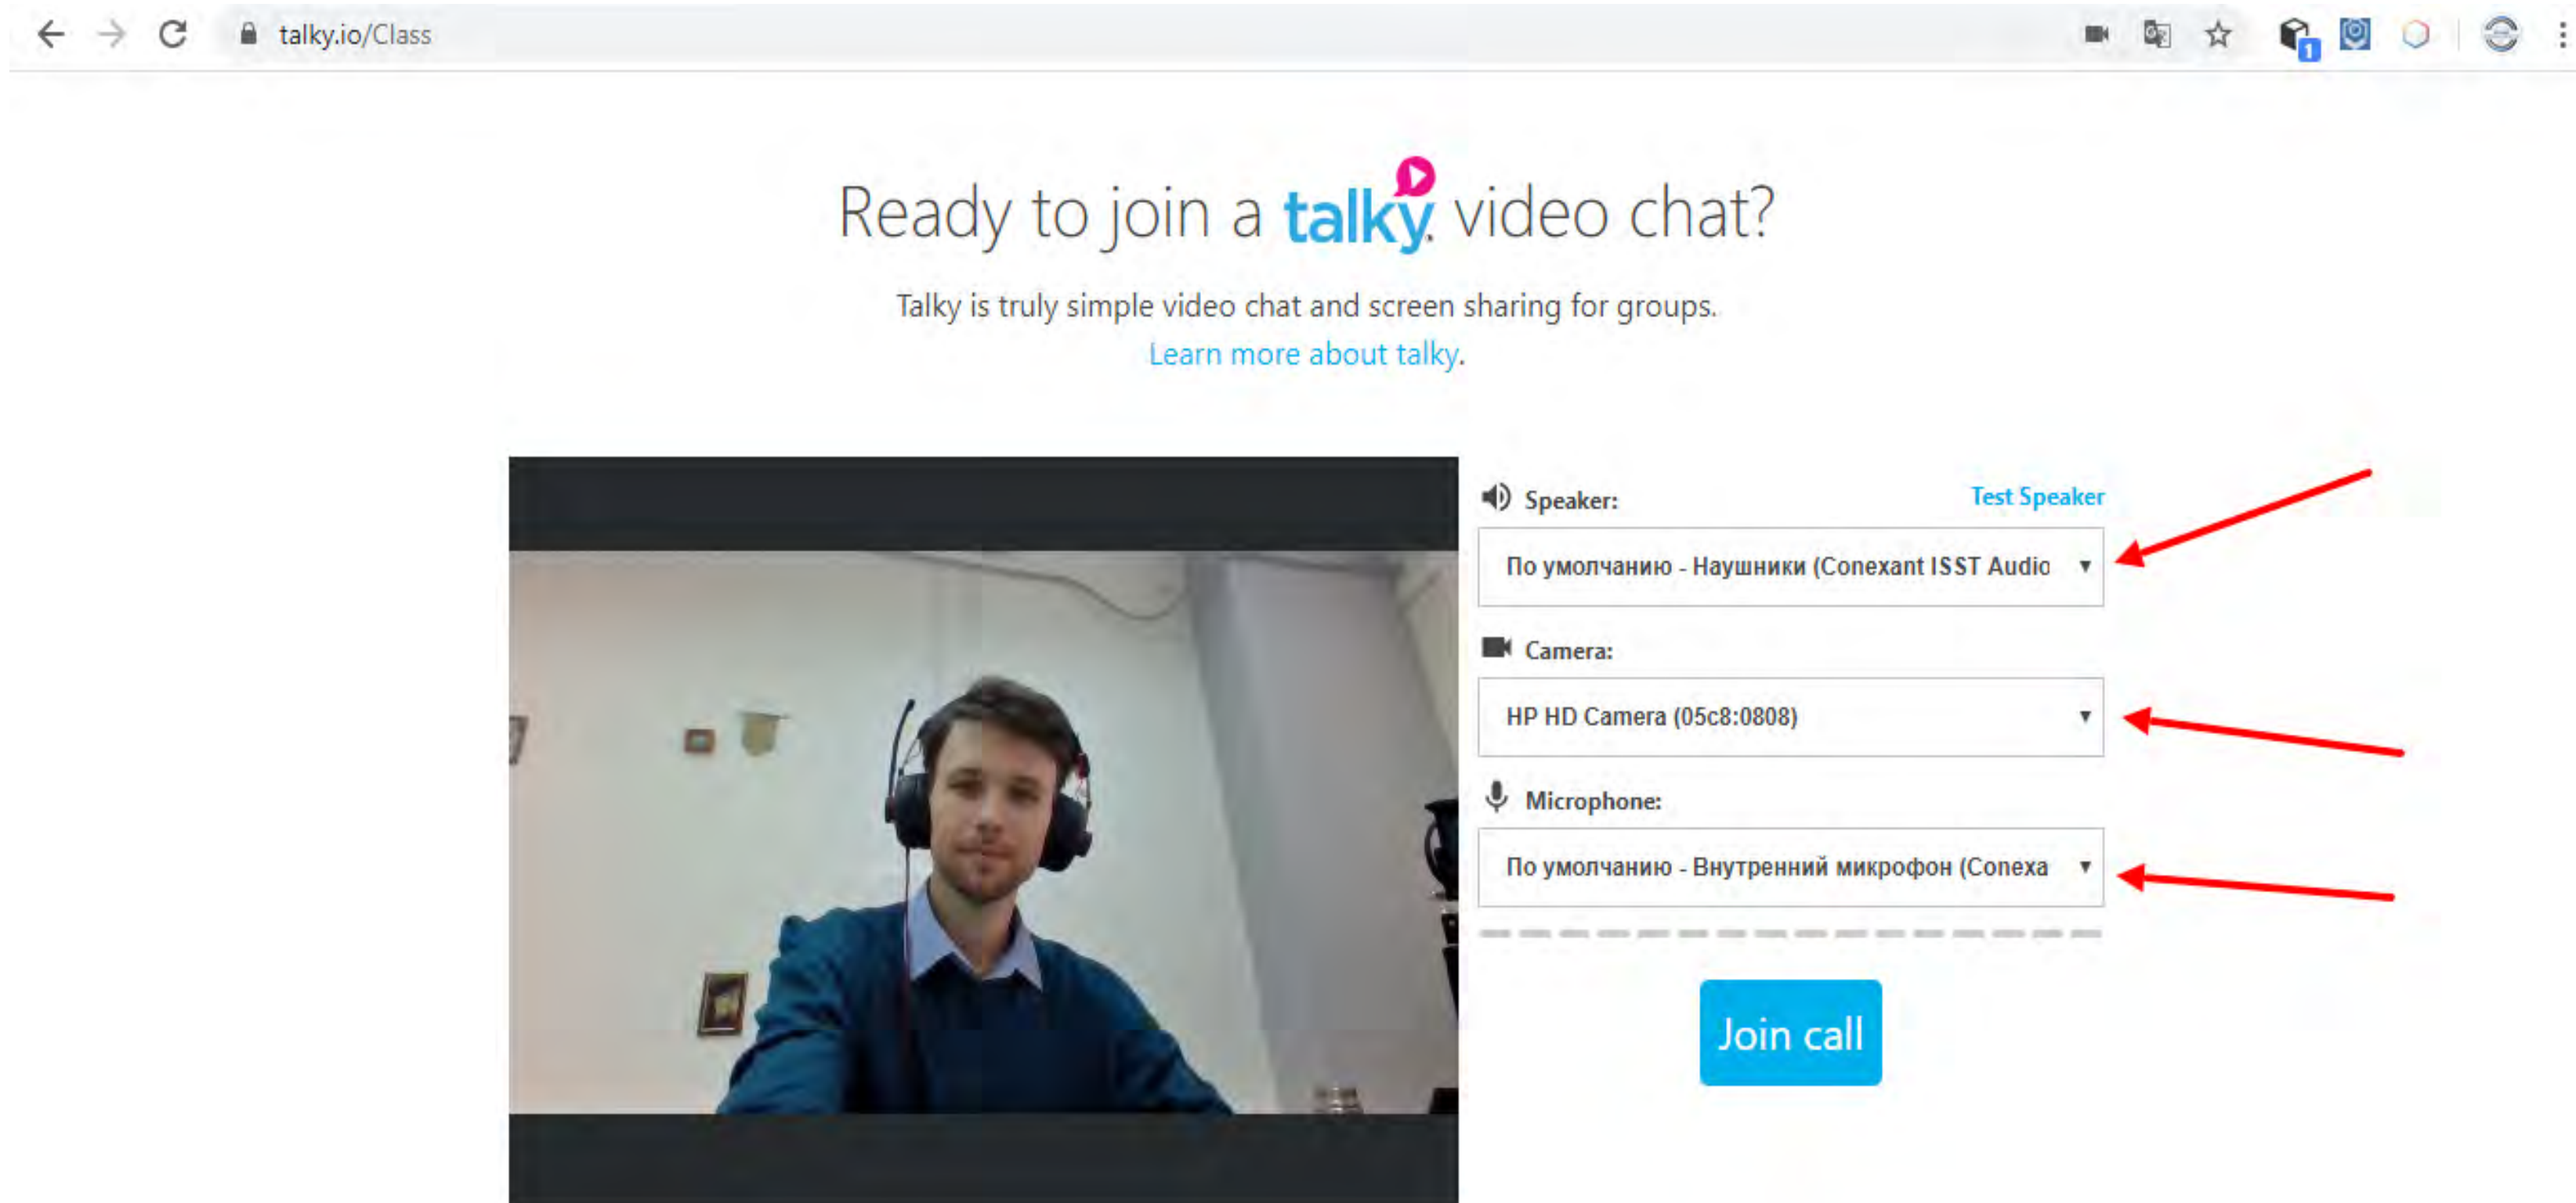 talky.io/Class
1
Ready to join a talky. video chat?
Talky is truly simple video chat and screen sharing for groups.
Learn more about talky.
Speaker:
Test Speaker
По умолчанию - Наушники (Conexant ISST Audio
Camera:
HP HD Camera (05c8:0808)
Microphone:
По умолчанию - Внутренний микрофон (Conexa
Join call